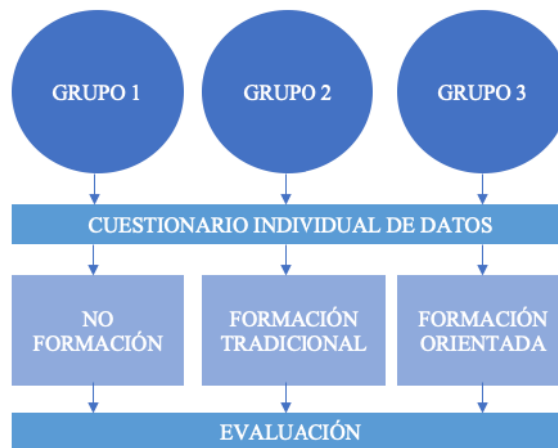 GRUPO 1
GRUPO 2
GRUPO 3
CUESTIONARIO INDIVIDUAL DE DATOS
NO
FORMACIÓN
FORMACIÓN
TRADICIONAL
FORMACIÓN
ORIENTADA
EVALUACIÓN